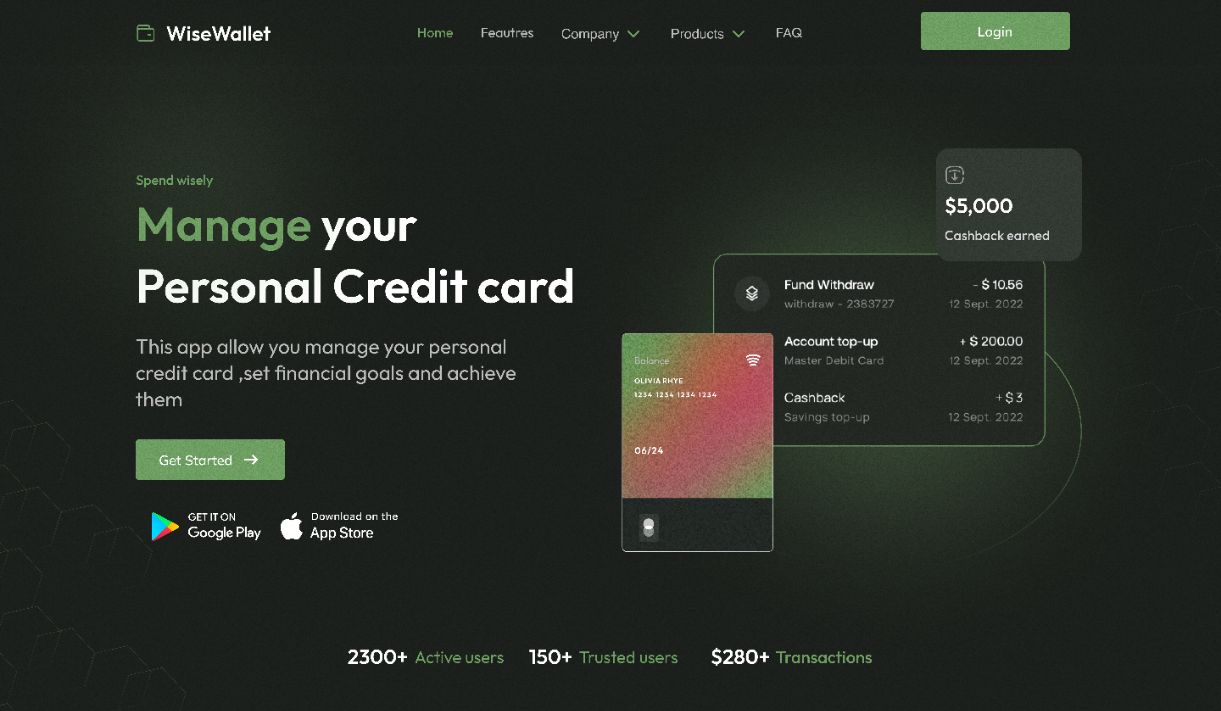 WiseWallet
Home
Feautres
Company
Products
FAQ
Login
Spend wisely
Manage your
Personal Credit card
This app allow you manage your personal
credit card ,set financial goals and achieve
them
Get Started
GET IT ON
Google Play
Download on the
App Store
$5,000
Cashback earned
Fund Withdraw - $ 10.56
withdraw - 2383727 12 Sept. 2022
Account top-up + $ 200.00
Master Debit Card 12 Sept. 2022
Cashback + $ 3
Savings top-up 12 Sept. 2022
Balance
OLIVIA RHYE
1234 1234 1234 1234
06/24
2300+ Active users
150+ Trusted users
$280+ Transactions